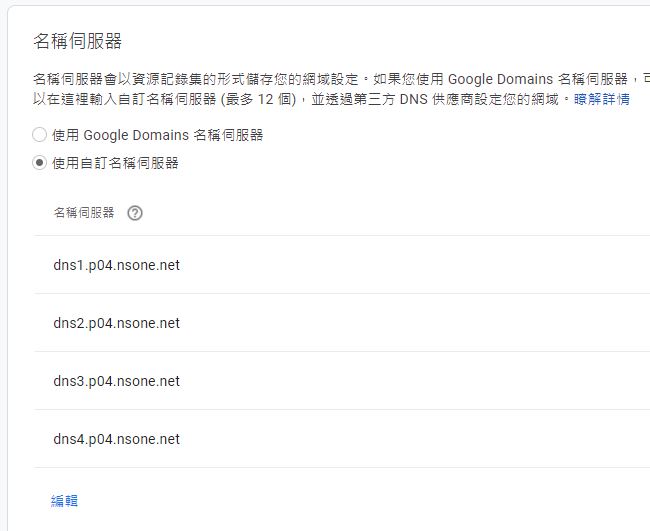 名稱伺服器
名稱伺服器會以資源記錄集的形式儲存您的網域設定。如果您使用 Google Domains 名稱伺服器，可
以在這裡輸入自訂名稱伺服器 (最多 12 個)，並透過第三方 DNS 供應商設定您的網域。瞭解詳情
使用 Google Domains 名稱伺服器
使用自訂名稱伺服器
名稱伺服器 ?
dns1.p04.nsone.net
dns2.p04.nsone.net
dns3.p04.nsone.net
dns4.p04.nsone.net
編輯